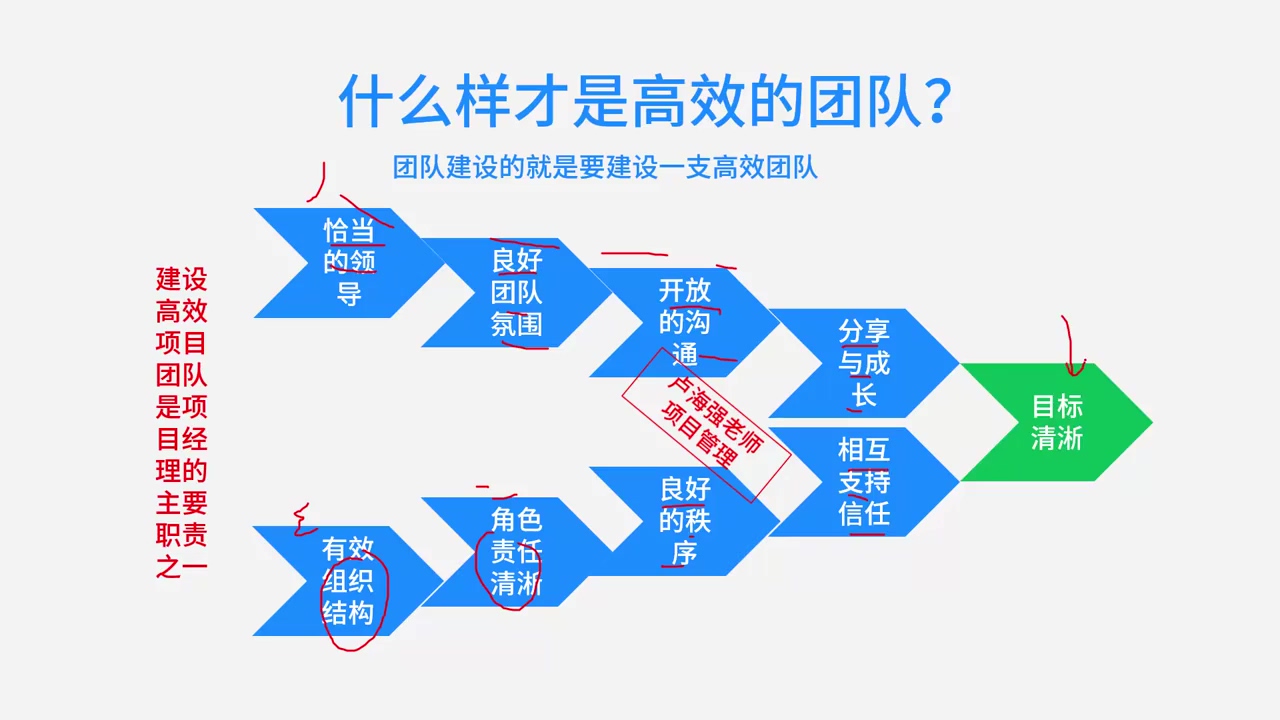 什么样才是高效的团队?
团队建设的就是要建设一支高效团队
建设
高效
项目
团队
是项
目经
理的
主要
职责
之一
恰当
的领
导
良好
团队
氛围
开放
的沟
通
分享
与成
长
目标
清淅
卢海强老师
项目管理
有效
组织
结构
角色
责任
清淅
良好
的秩
序
相互
支持
信任